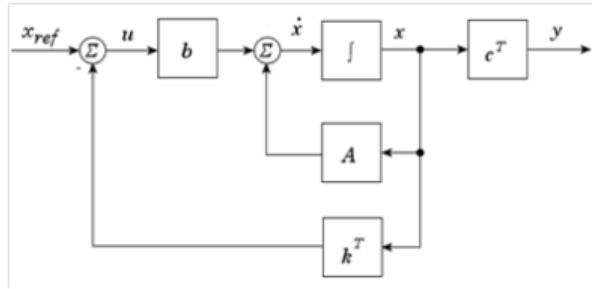 x_ref Σ u b Σ ẋ ∫ x c^T y
-
A
k^T